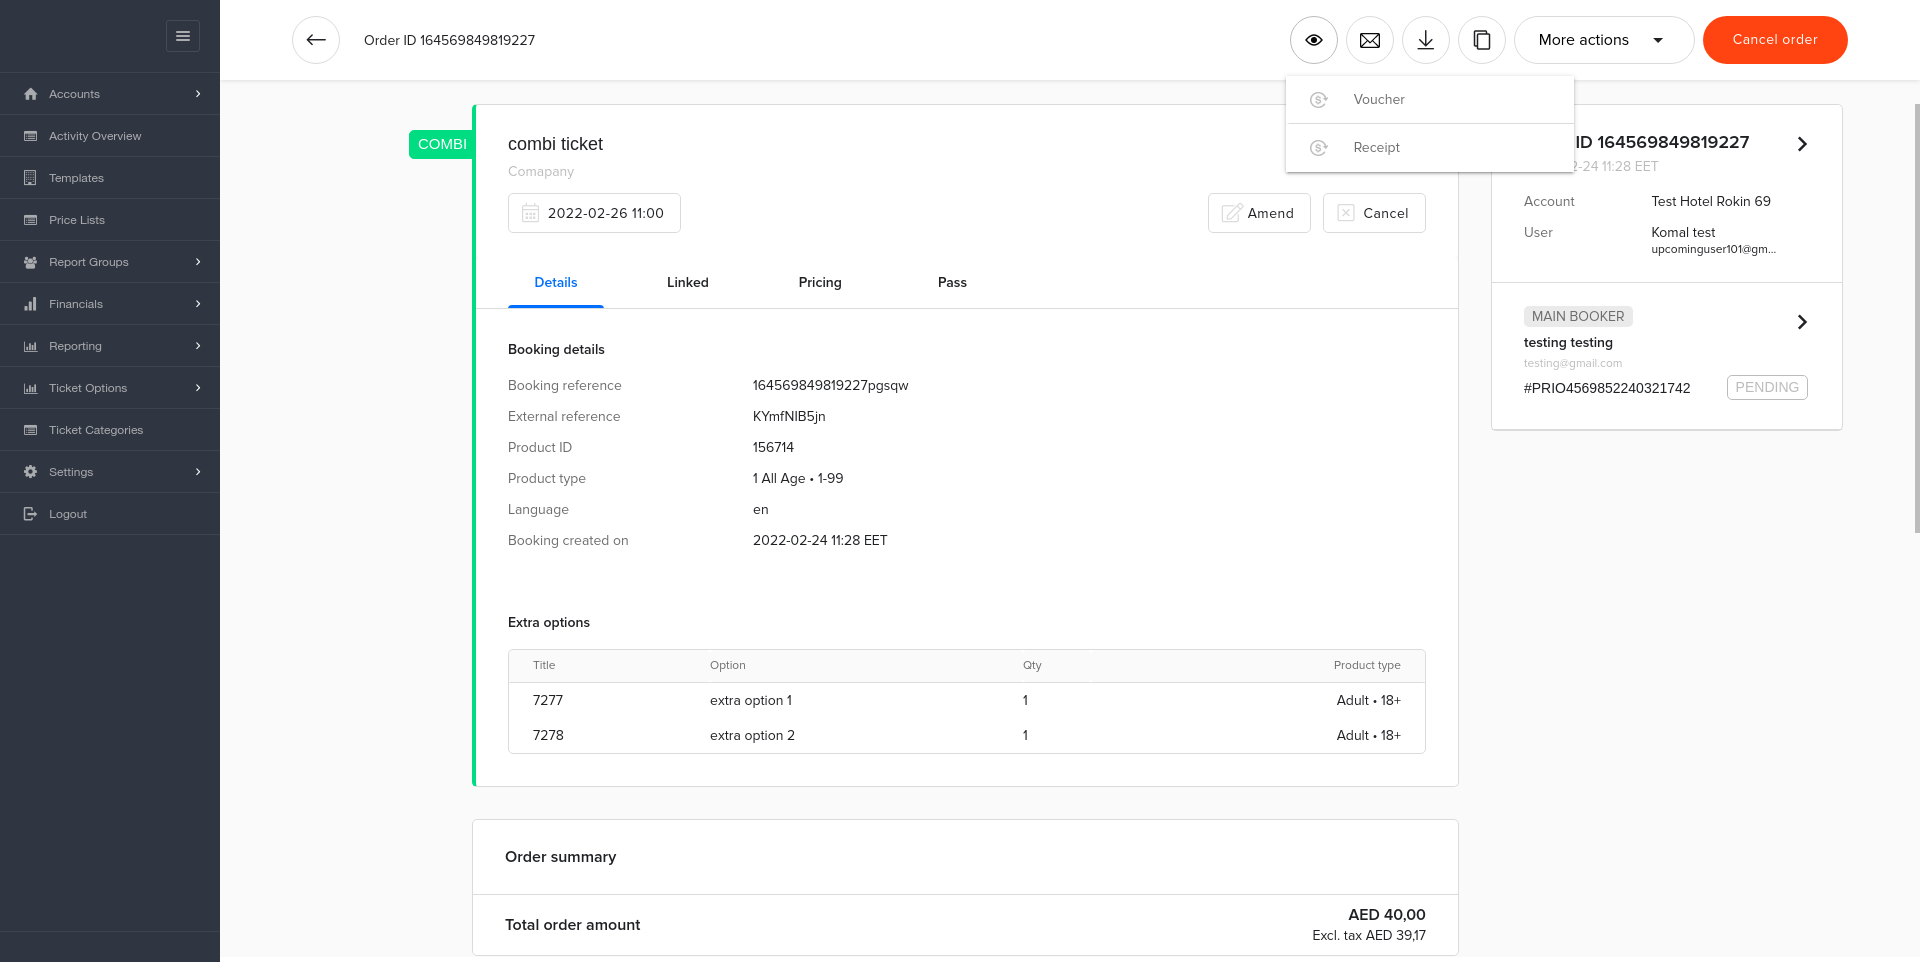 Order ID 164569849819227
More actions
Cancel order
Voucher
Receipt
Accounts
Activity Overview
Templates
Price Lists
Report Groups
Financials
Reporting
Ticket Options
Ticket Categories
Settings
Logout
COMBI
combi ticket
Comapany
2022-02-26 11:00
Amend
Cancel
Details Linked Pricing Pass
Booking details
Booking reference 164569849819227pgsqw
External reference KYmfNIB5jn
Product ID 156714
Product type 1 All Age • 1-99
Language en
Booking created on 2022-02-24 11:28 EET
Extra options
Title Option Qty Product type
7277 extra option 1 1 Adult • 18+
7278 extra option 2 1 Adult • 18+
Order summary
Total order amount AED 40,00
Excl. tax AED 39,17
ID 164569849819227
2-24 11:28 EET
Account Test Hotel Rokin 69
User Komal test
upcominguser101@gm...
MAIN BOOKER
testing testing
testing@gmail.com
#PRIO4569852240321742 PENDING